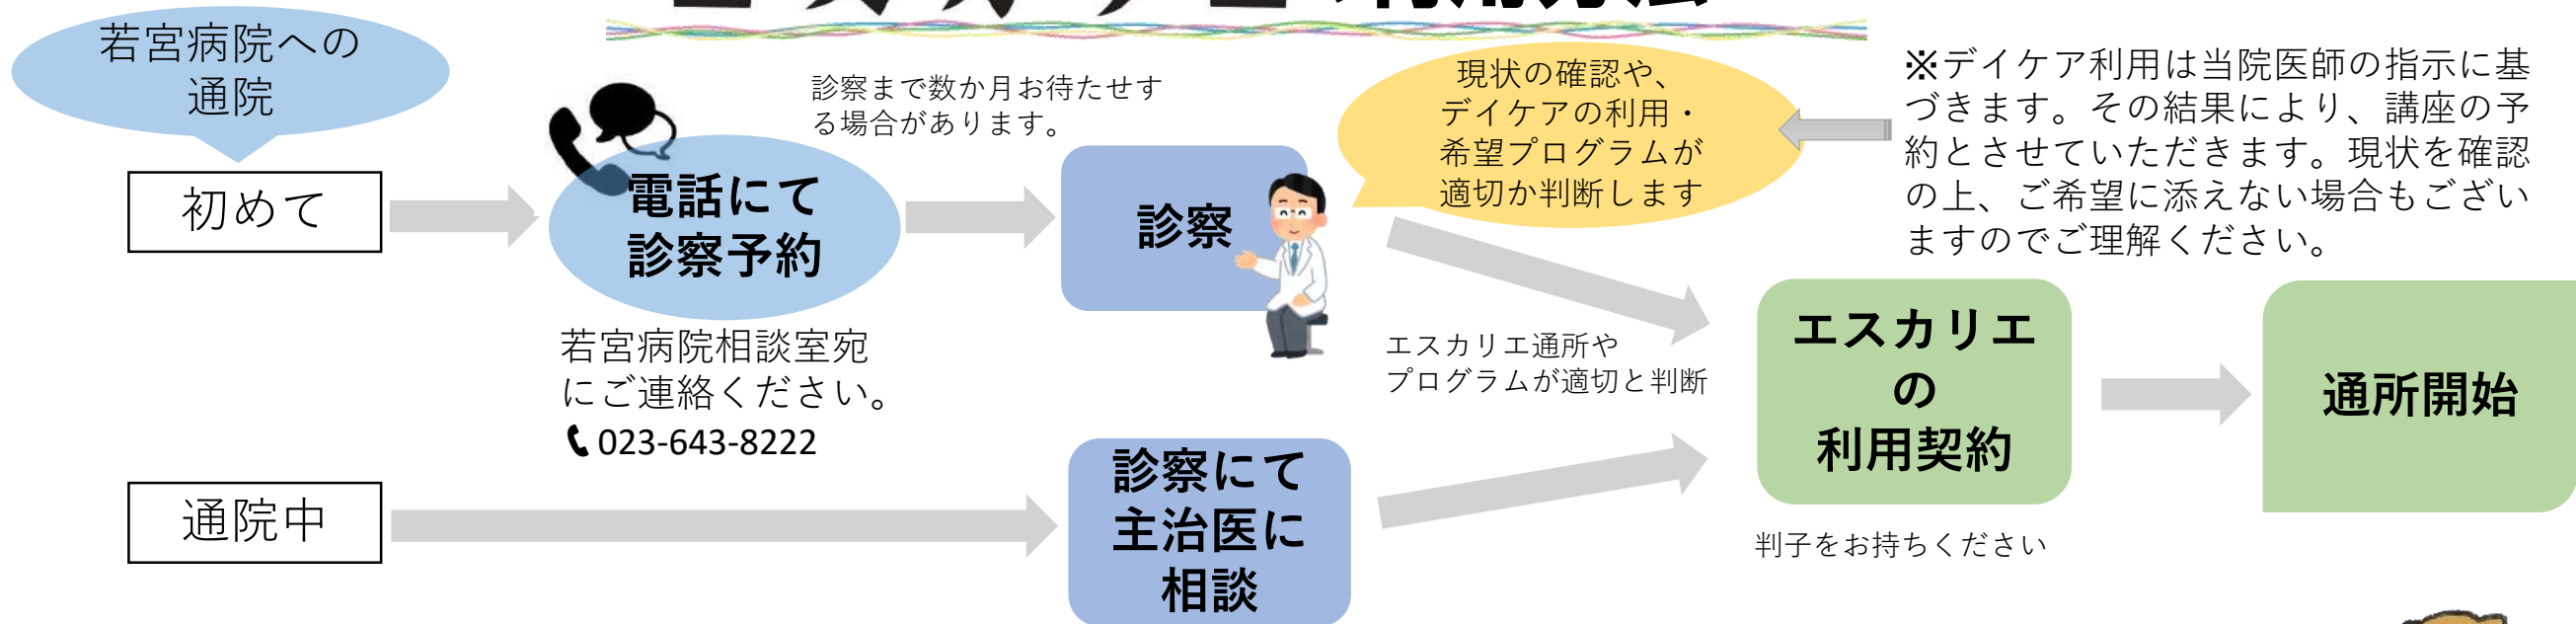 エスカリエ 利用方法
若宮病院への
通院
初めて
電話にて
診察予約
若宮病院相談室宛
にご連絡ください。
023-643-8222
診察まで数か月お待たせす
る場合があります。
診察
現状の確認や、
デイケアの利用・
希望プログラムが
適切か判断します
※デイケア利用は当院医師の指示に基
づきます。その結果により、講座の予
約とさせていただきます。現状を確認
の上、ご希望に添えない場合もござい
ますのでご理解ください。
通院中
診察にて
主治医に
相談
エスカリエ通所や
プログラムが適切と判断
エスカリエ
の
利用契約
判子をお持ちください
通所開始